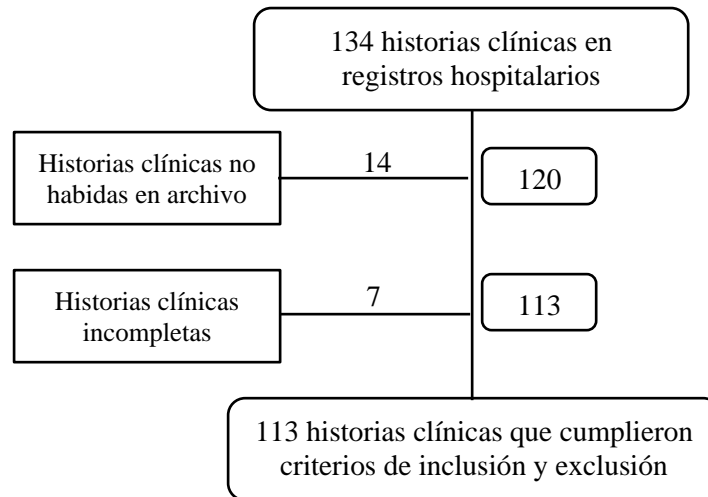 134 historias clínicas en
registros hospitalarios
Historias clínicas no
habidas en archivo
14
120
Historias clínicas
incompletas
7
113
113 historias clínicas que cumplieron
criterios de inclusión y exclusión